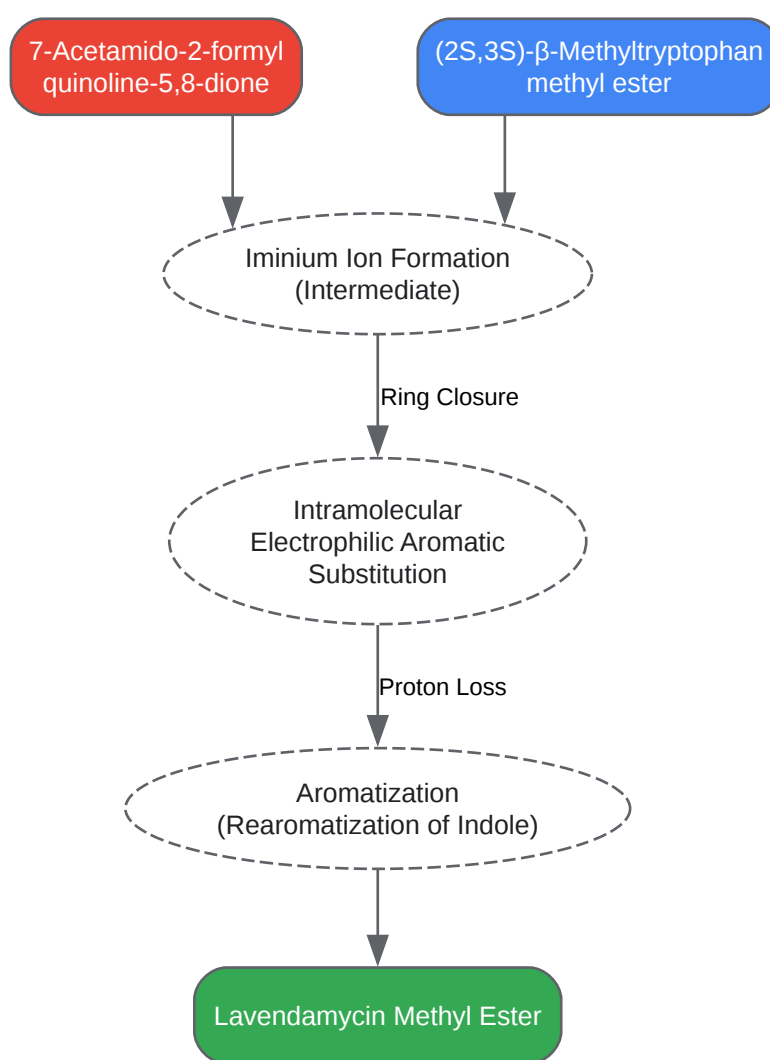 7-Acetamido-2-formyl
quinoline-5,8-dione
(2S,3S)-β-Methyltryptophan
methyl ester
Iminium Ion Formation
(Intermediate)
Ring Closure
Intramolecular
Electrophilic Aromatic
Substitution
Proton Loss
Aromatization
(Rearomatization of Indole)
Lavendamycin Methyl Ester